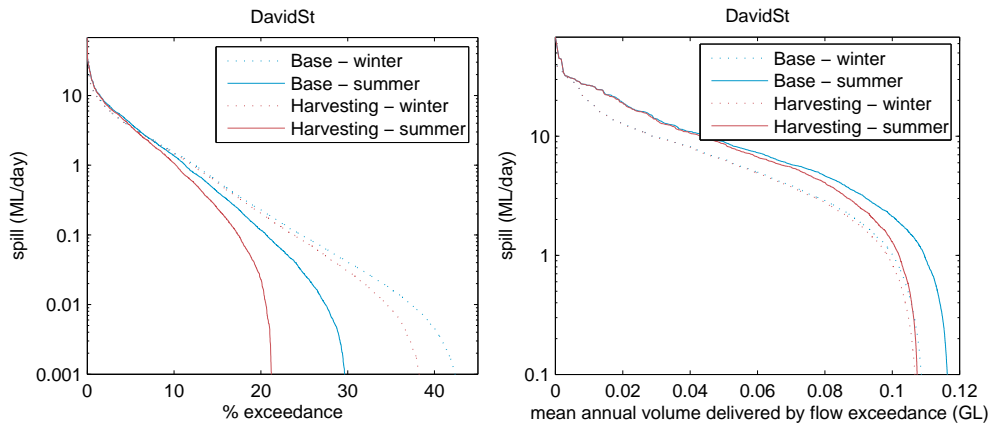 DavidSt
spill (ML/day)
10
1
0.1
0.01
0.001
0
10
20
30
40
% exceedance
Base − winter
Base − summer
Harvesting − winter
Harvesting − summer
DavidSt
spill (ML/day)
10
1
0.1
0
0.02
0.04
0.06
0.08
0.1
0.12
mean annual volume delivered by flow exceedance (GL)
Base − winter
Base − summer
Harvesting − winter
Harvesting − summer